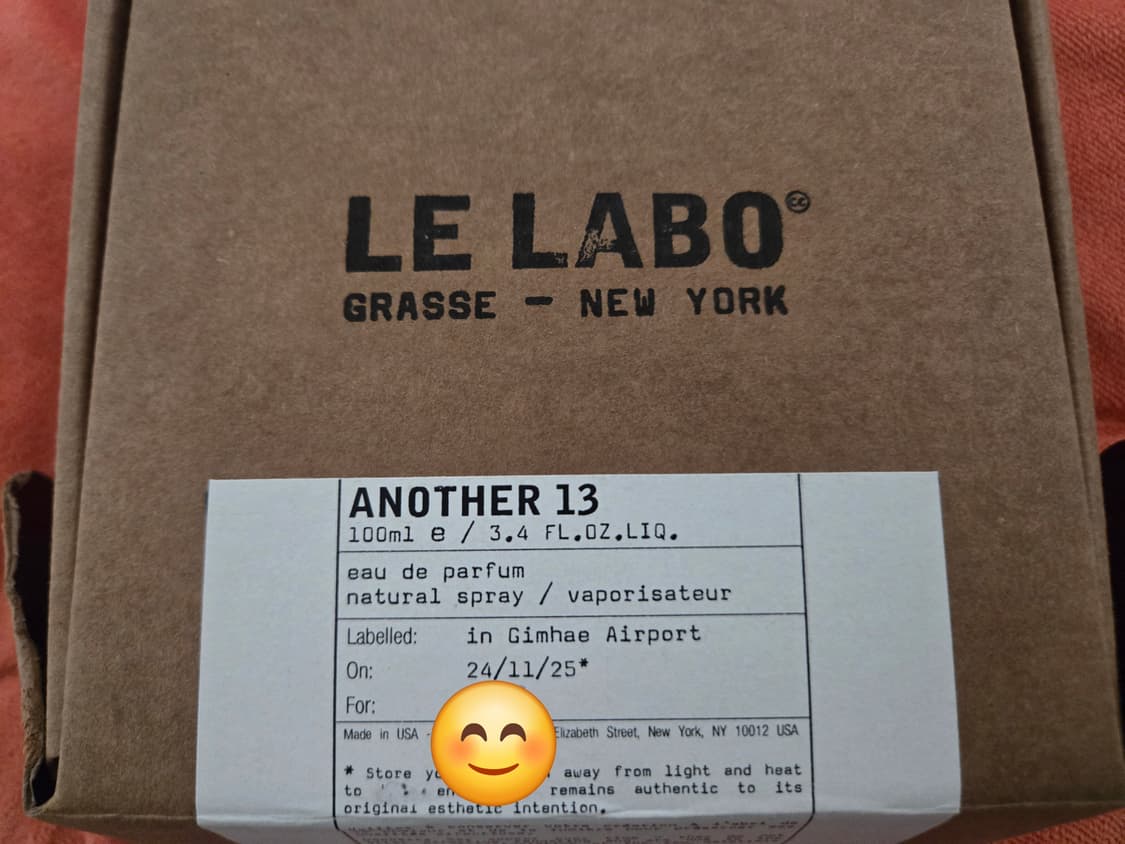 LE LABO
GRASSE — NEW YORK
ANOTHER 13
100ml e / 3.4 FL.OZ.LIQ.
eau de parfum
natural spray / vaporisateur
Labelled: in Gimhae Airport
On: 24/11/25*
For:
Made in USA - Elizabeth Street, New York, NY 10012 USA
* Store away from light and heat
to remains authentic to its
original esthetic intention.